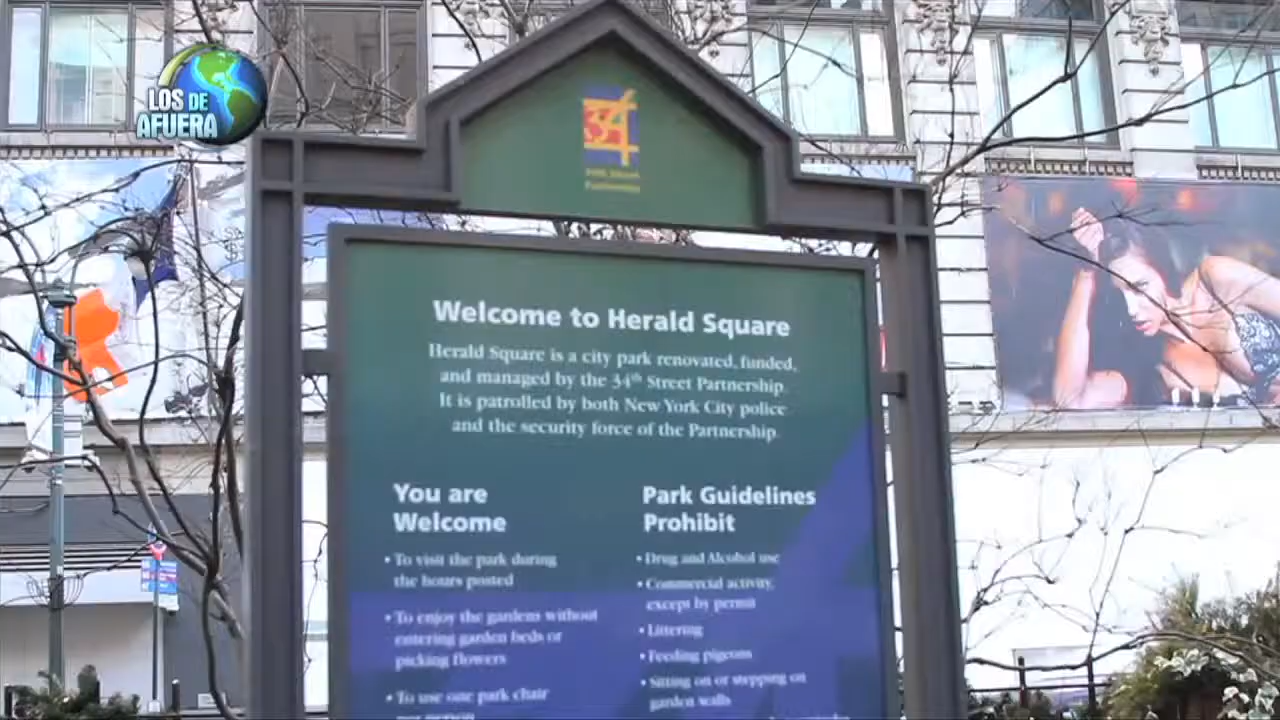 LOS DE
AFUERA
34
34th Street
Partnership
Welcome to Herald Square
Herald Square is a city park renovated, funded,
and managed by the 34th Street Partnership.
It is patrolled by both New York City police
and the security force of the Partnership.
You are
Welcome
• To visit the park during
the hours posted
• To enjoy the gardens without
entering garden beds or
picking flowers
• To use one park chair
per person
Park Guidelines
Prohibit
• Drug and Alcohol use
• Commercial activity,
except by permit
• Littering
• Feeding pigeons
• Sitting on or stepping on
garden walls